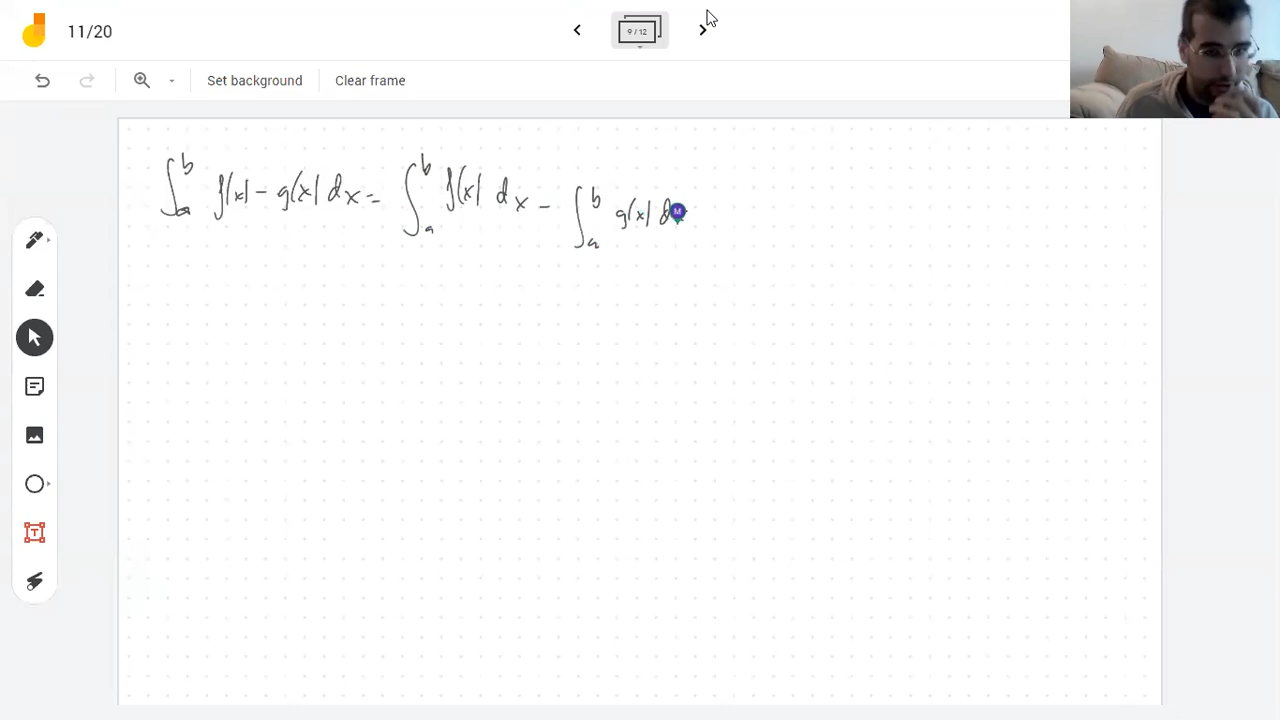 11/20
9 / 12
Set background
Clear frame
∫_a^b f(x) - g(x) dx = ∫_a^b f(x) dx - ∫_a^b g(x) d
M
T